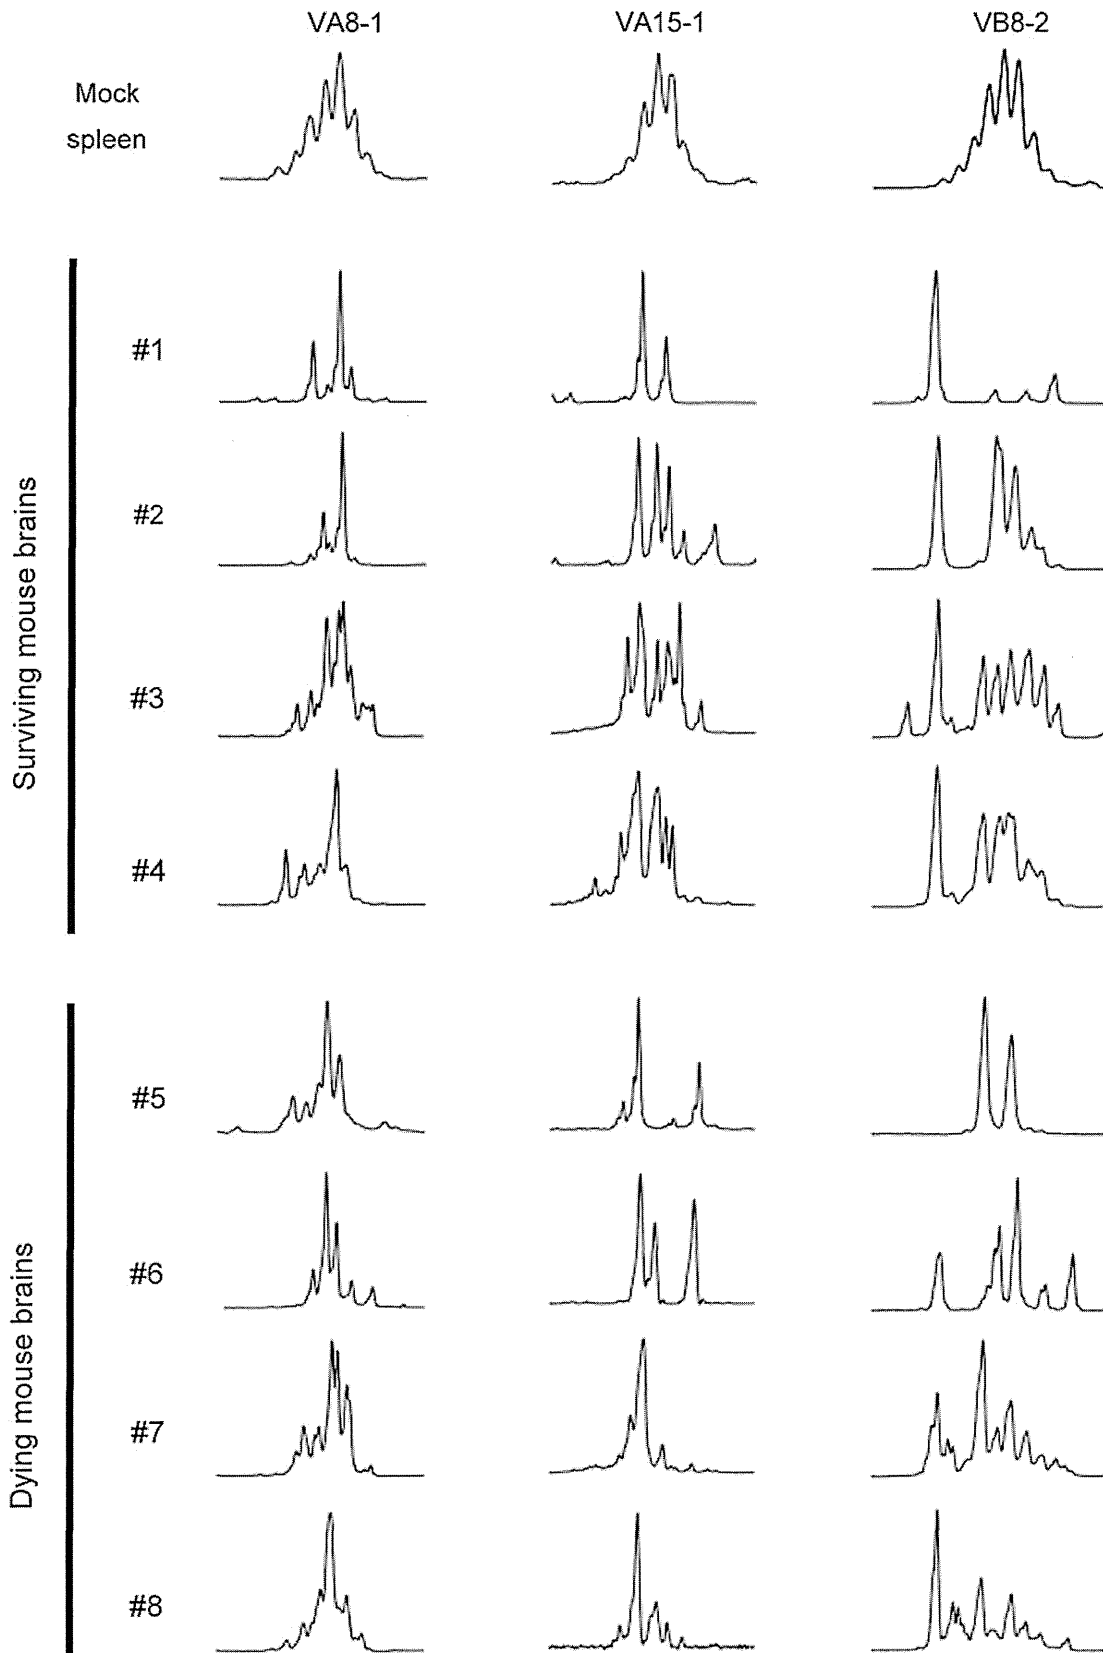 VA8-1
VA15-1
VB8-2
Mock
spleen
Surviving mouse brains
#1
#2
#3
#4
Dying mouse brains
#5
#6
#7
#8